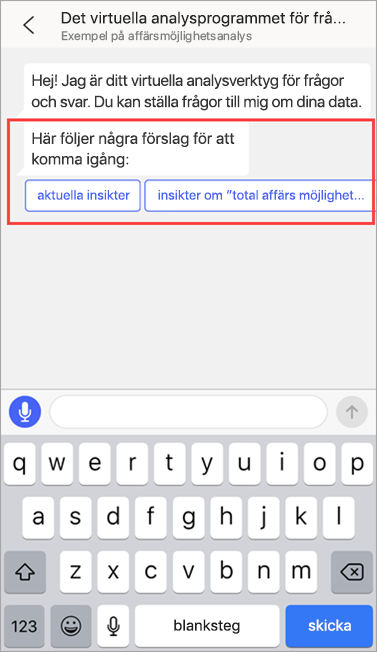 Det virtuella analysprogrammet för frå...
Exempel på affärsmöjlighetsanalys
Hej! Jag är ditt virtuella analysverktyg för frågor
och svar. Du kan ställa frågor till mig om dina data.
Här följer några förslag för att
komma igång:
aktuella insikter
insikter om "total affärs möjlighet...
q w e r t y u i o p
a s d f g h j k l
z x c v b n m
123 blanksteg skicka